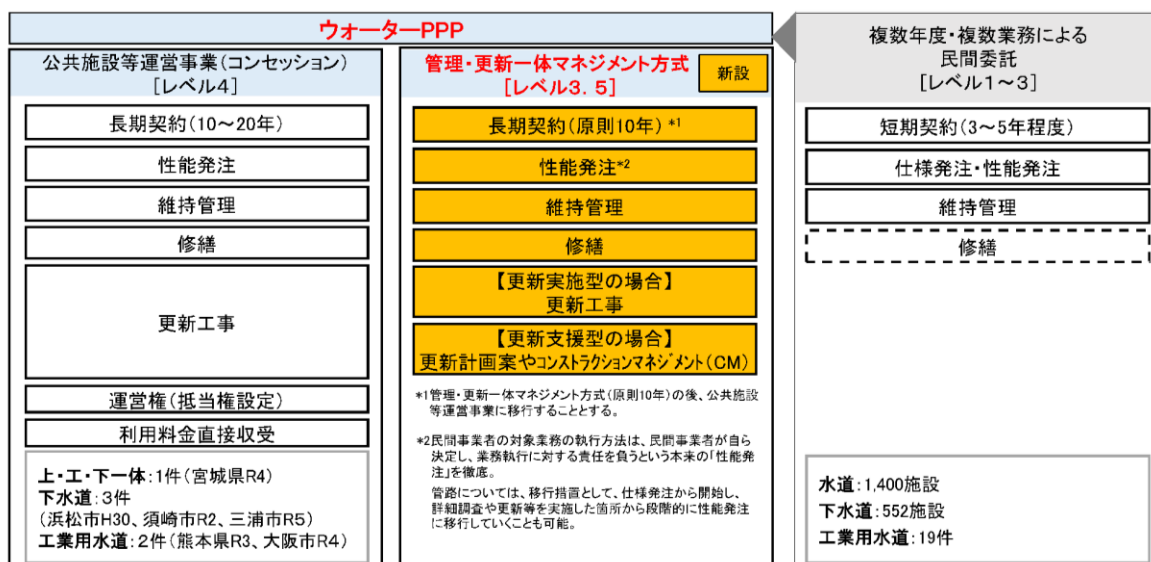 ウォーターPPP
公共施設等運営事業(コンセッション)
[レベル4]
長期契約(10～20年)
性能発注
維持管理
修繕
更新工事
運営権(抵当権設定)
利用料金直接収受
上・工・下一体:1件(宮城県R4)
下水道:3件
(浜松市H30、須崎市R2、三浦市R5)
工業用水道:2件(熊本県R3、大阪市R4)
管理・更新一体マネジメント方式
[レベル3．5]
新設
長期契約(原則10年) *1
性能発注*2
維持管理
修繕
【更新実施型の場合】
更新工事
【更新支援型の場合】
更新計画案やコンストラクションマネジメント(CM)
*1管理・更新一体マネジメント方式(原則10年)の後、公共施設
等運営事業に移行することとする。
*2民間事業者の対象業務の執行方法は、民間事業者が自ら
決定し、業務執行に対する責任を負うという本来の「性能発
注」を徹底。
管路については、移行措置として、仕様発注から開始し、
詳細調査や更新等を実施した箇所から段階的に性能発注
に移行していくことも可能。
複数年度・複数業務による
民間委託
[レベル1～3]
短期契約(3～5年程度)
仕様発注・性能発注
維持管理
修繕
水道:1,400施設
下水道:552施設
工業用水道:19件